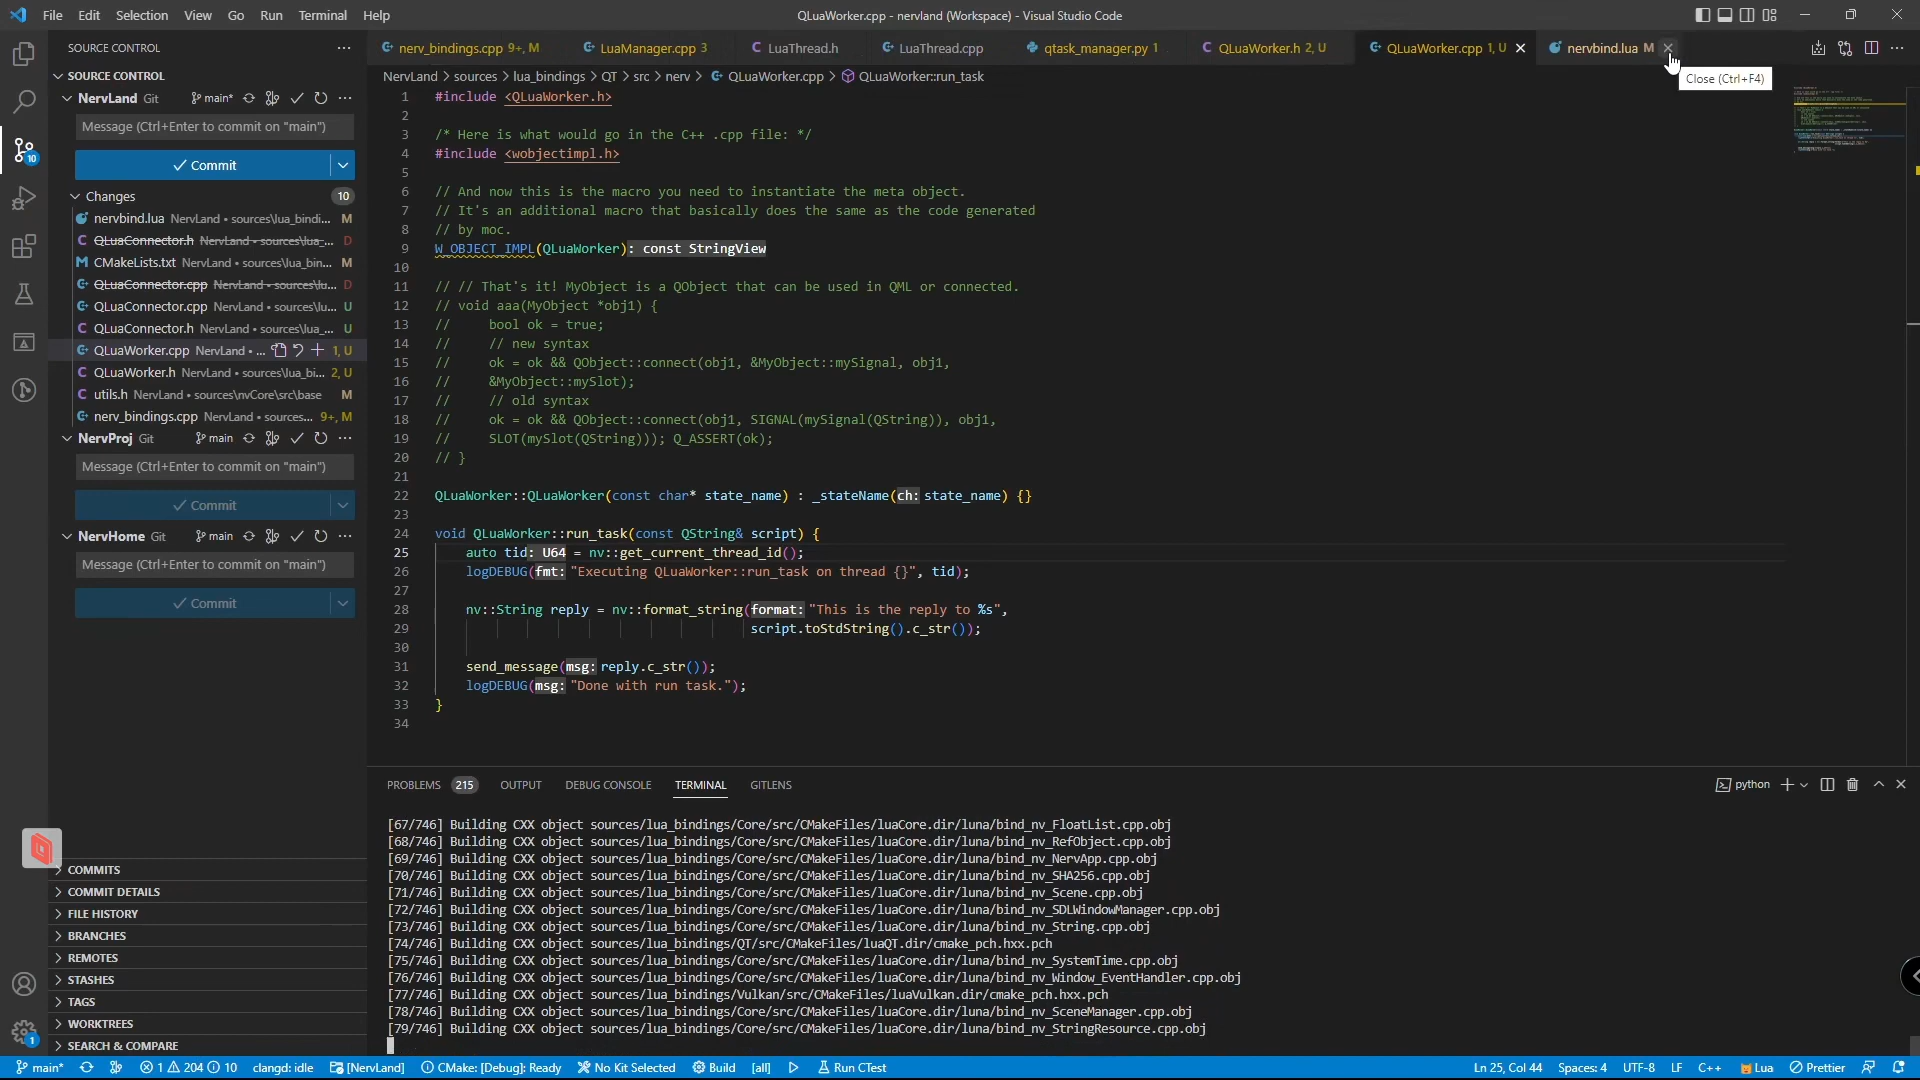 File Edit Selection View Go Run Terminal Help
QLuaWorker.cpp - nervland (Workspace) - Visual Studio Code
SOURCE CONTROL
nerv_bindings.cpp 9+, M
LuaManager.cpp 3
LuaThread.h
LuaThread.cpp
qtask_manager.py 1
QLuaWorker.h 2, U
QLuaWorker.cpp 1, U
nervbind.lua M
Close (Ctrl+F4)
NervLand > sources > lua_bindings > QT > src > nerv > QLuaWorker.cpp > QLuaWorker::run_task
SOURCE CONTROL
NervLand Git main*
Message (Ctrl+Enter to commit on "main")
Commit
10
Changes 10
nervbind.lua NervLand • sources\lua_bindi... M
QLuaConnector.h NervLand • sources\lua_... D
CMakeLists.txt NervLand • sources\lua_bin... M
QLuaConnector.cpp NervLand • sources\lu... D
QLuaConnector.cpp NervLand • sources\lu... U
QLuaConnector.h NervLand • sources\lua_... U
QLuaWorker.cpp NervLand • ... 1, U
QLuaWorker.h NervLand • sources\lua_bi... 2, U
utils.h NervLand • sources\nvCore\src\base M
nerv_bindings.cpp NervLand • sources... 9+, M
NervProj Git main
Message (Ctrl+Enter to commit on "main")
Commit
NervHome Git main
Message (Ctrl+Enter to commit on "main")
Commit
COMMITS
COMMIT DETAILS
FILE HISTORY
BRANCHES
REMOTES
STASHES
TAGS
WORKTREES
SEARCH & COMPARE
1
1 #include <QLuaWorker.h>
2
3 /* Here is what would go in the C++ .cpp file: */
4 #include <wobjectimpl.h>
5
6 // And now this is the macro you need to instantiate the meta object.
7 // It's an additional macro that basically does the same as the code generated
8 // by moc.
9 W_OBJECT_IMPL(QLuaWorker): const StringView
10
11 // // That's it! MyObject is a QObject that can be used in QML or connected.
12 // void aaa(MyObject *obj1) {
13 //     bool ok = true;
14 //     // new syntax
15 //     ok = ok && QObject::connect(obj1, &MyObject::mySignal, obj1,
16 //     &MyObject::mySlot);
17 //     // old syntax
18 //     ok = ok && QObject::connect(obj1, SIGNAL(mySignal(QString)), obj1,
19 //     SLOT(mySlot(QString))); Q_ASSERT(ok);
20 // }
21
22 QLuaWorker::QLuaWorker(const char* state_name) : _stateName(ch: state_name) {}
23
24 void QLuaWorker::run_task(const QString& script) {
25     auto tid: U64 = nv::get_current_thread_id();
26     logDEBUG(fmt: "Executing QLuaWorker::run_task on thread {}", tid);
27
28     nv::String reply = nv::format_string(format: "This is the reply to %s",
29                                          script.toStdString().c_str());
30
31     send_message(msg: reply.c_str());
32     logDEBUG(msg: "Done with run task.");
33 }
34
PROBLEMS 215 OUTPUT DEBUG CONSOLE TERMINAL GITLENS
python
[67/746] Building CXX object sources/lua_bindings/Core/src/CMakeFiles/luaCore.dir/luna/bind_nv_FloatList.cpp.obj
[68/746] Building CXX object sources/lua_bindings/Core/src/CMakeFiles/luaCore.dir/luna/bind_nv_RefObject.cpp.obj
[69/746] Building CXX object sources/lua_bindings/Core/src/CMakeFiles/luaCore.dir/luna/bind_nv_NervApp.cpp.obj
[70/746] Building CXX object sources/lua_bindings/Core/src/CMakeFiles/luaCore.dir/luna/bind_nv_SHA256.cpp.obj
[71/746] Building CXX object sources/lua_bindings/Core/src/CMakeFiles/luaCore.dir/luna/bind_nv_Scene.cpp.obj
[72/746] Building CXX object sources/lua_bindings/Core/src/CMakeFiles/luaCore.dir/luna/bind_nv_SDLWindowManager.cpp.obj
[73/746] Building CXX object sources/lua_bindings/Core/src/CMakeFiles/luaCore.dir/luna/bind_nv_String.cpp.obj
[74/746] Building CXX object sources/lua_bindings/QT/src/CMakeFiles/luaQT.dir/cmake_pch.hxx.pch
[75/746] Building CXX object sources/lua_bindings/Core/src/CMakeFiles/luaCore.dir/luna/bind_nv_SystemTime.cpp.obj
[76/746] Building CXX object sources/lua_bindings/Core/src/CMakeFiles/luaCore.dir/luna/bind_nv_Window_EventHandler.cpp.obj
[77/746] Building CXX object sources/lua_bindings/Vulkan/src/CMakeFiles/luaVulkan.dir/cmake_pch.hxx.pch
[78/746] Building CXX object sources/lua_bindings/Core/src/CMakeFiles/luaCore.dir/luna/bind_nv_SceneManager.cpp.obj
[79/746] Building CXX object sources/lua_bindings/Core/src/CMakeFiles/luaCore.dir/luna/bind_nv_StringResource.cpp.obj
main* 1 204 10 clangd: idle [NervLand] CMake: [Debug]: Ready No Kit Selected Build [all] Run CTest Ln 25, Col 44 Spaces: 4 UTF-8 LF C++ Lua Prettier